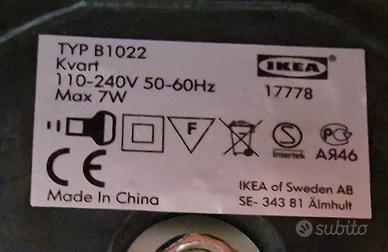 TYP B1022
Kvart
110-240V 50-60Hz
Max 7W
IKEA
17778
F
S
Intertek
АЯ46
CE
Made In China
IKEA of Sweden AB
SE- 343 81 Älmhult
subito